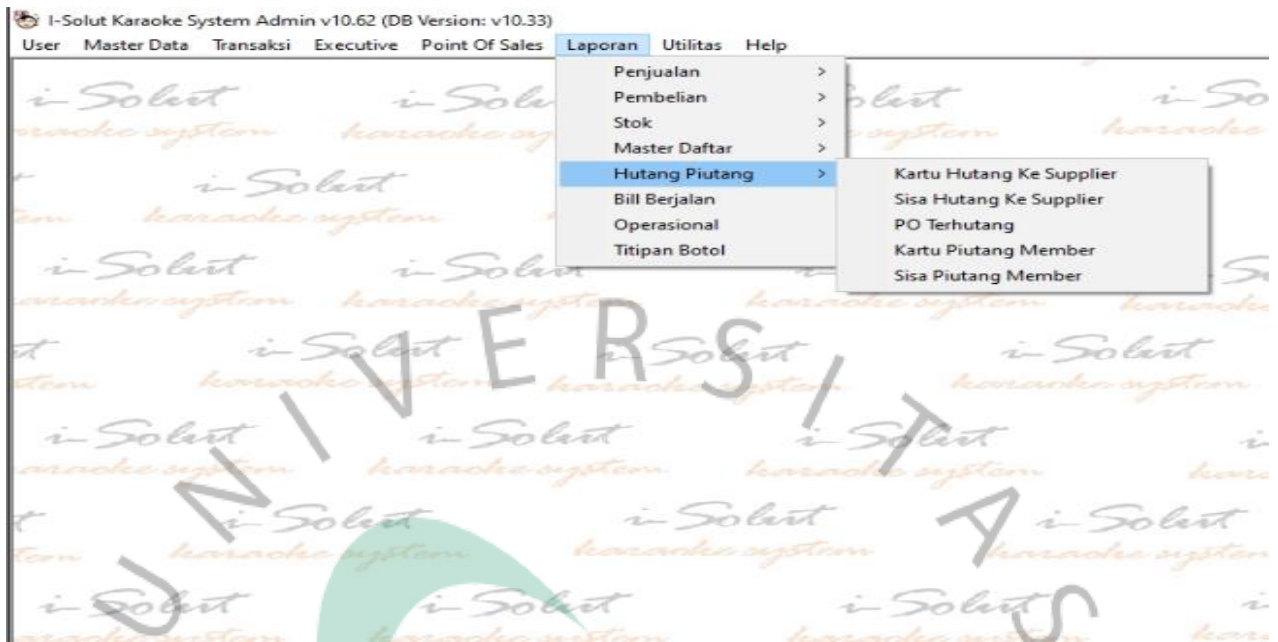 I-Solut Karaoke System Admin v10.62 (DB Version: v10.33)
User Master Data Transaksi Executive Point Of Sales Laporan Utilitas Help
Penjualan >
Pembelian >
Stok >
Master Daftar >
Hutang Piutang >
Bill Berjalan
Operasional
Titipan Botol
Kartu Hutang Ke Supplier
Sisa Hutang Ke Supplier
PO Terhutang
Kartu Piutang Member
Sisa Piutang Member
i-Solut
karaoke system
UNIVERSITAS